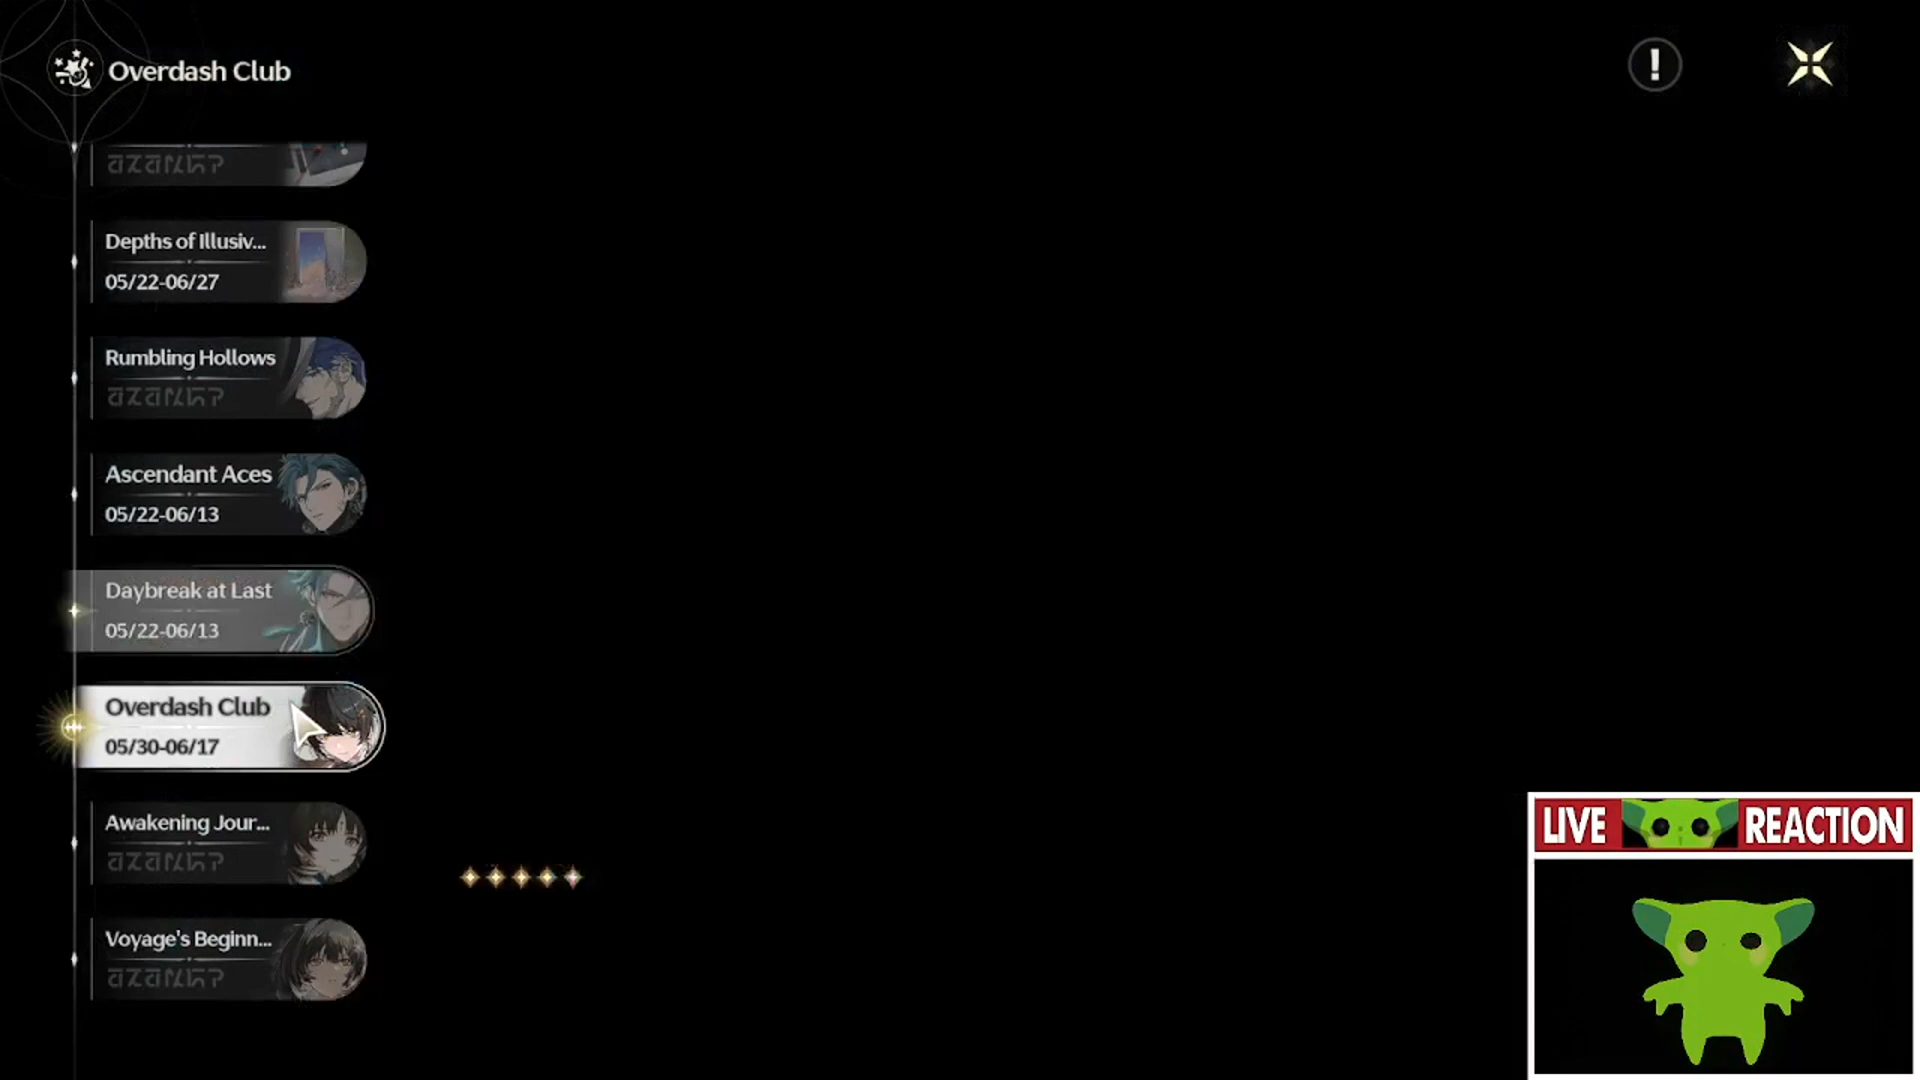 Overdash Club
!
Depths of Illusiv...
05/22-06/27
Rumbling Hollows
Ascendant Aces
05/22-06/13
Daybreak at Last
05/22-06/13
Overdash Club
05/30-06/17
Awakening Jour...
Voyage's Beginn...
LIVE REACTION